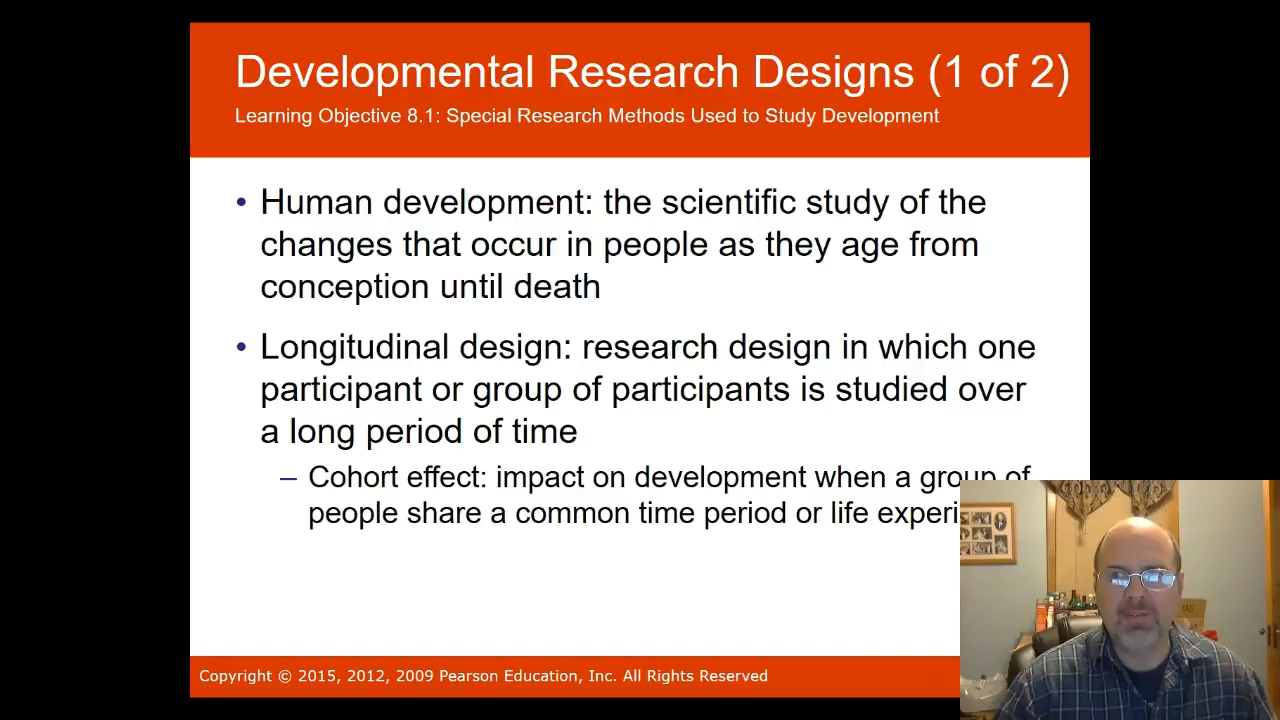 Developmental Research Designs (1 of 2)
Learning Objective 8.1: Special Research Methods Used to Study Development
• Human development: the scientific study of the
changes that occur in people as they age from
conception until death
• Longitudinal design: research design in which one
participant or group of participants is studied over
a long period of time
– Cohort effect: impact on development when a group of
people share a common time period or life experi
Copyright © 2015, 2012, 2009 Pearson Education, Inc. All Rights Reserved